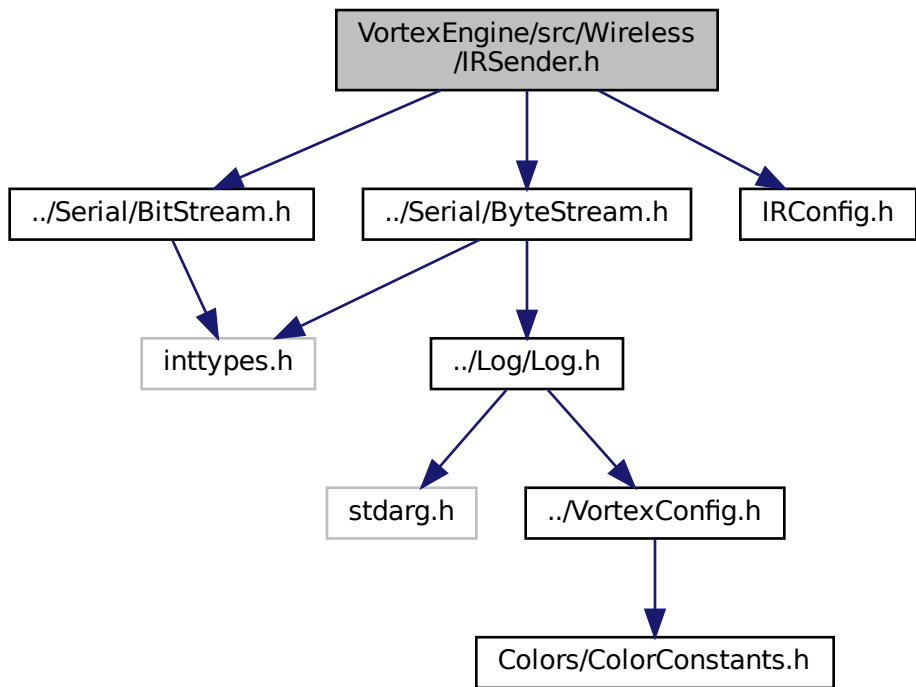 VortexEngine/src/Wireless
/IRSender.h
../Serial/BitStream.h
../Serial/ByteStream.h
IRConfig.h
inttypes.h
../Log/Log.h
stdarg.h
../VortexConfig.h
Colors/ColorConstants.h